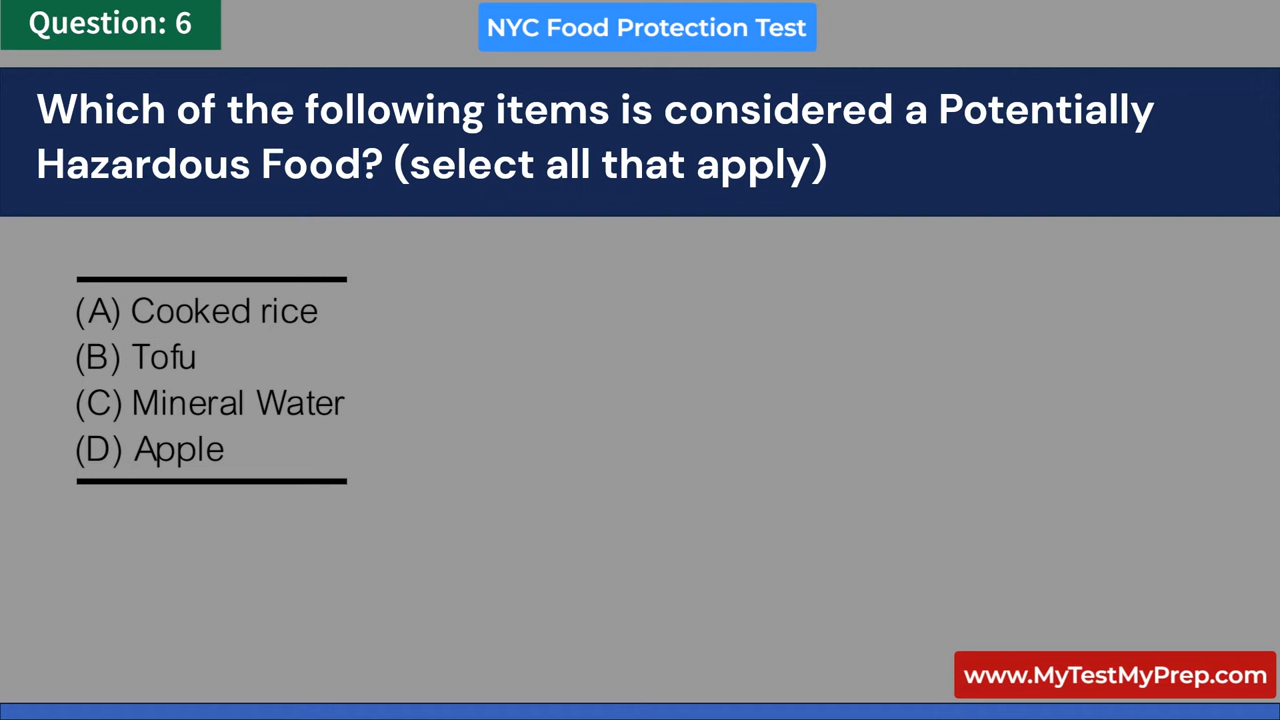 Question: 6
NYC Food Protection Test
Which of the following items is considered a Potentially
Hazardous Food? (select all that apply)
(A) Cooked rice
(B) Tofu
(C) Mineral Water
(D) Apple
www.MyTestMyPrep.com